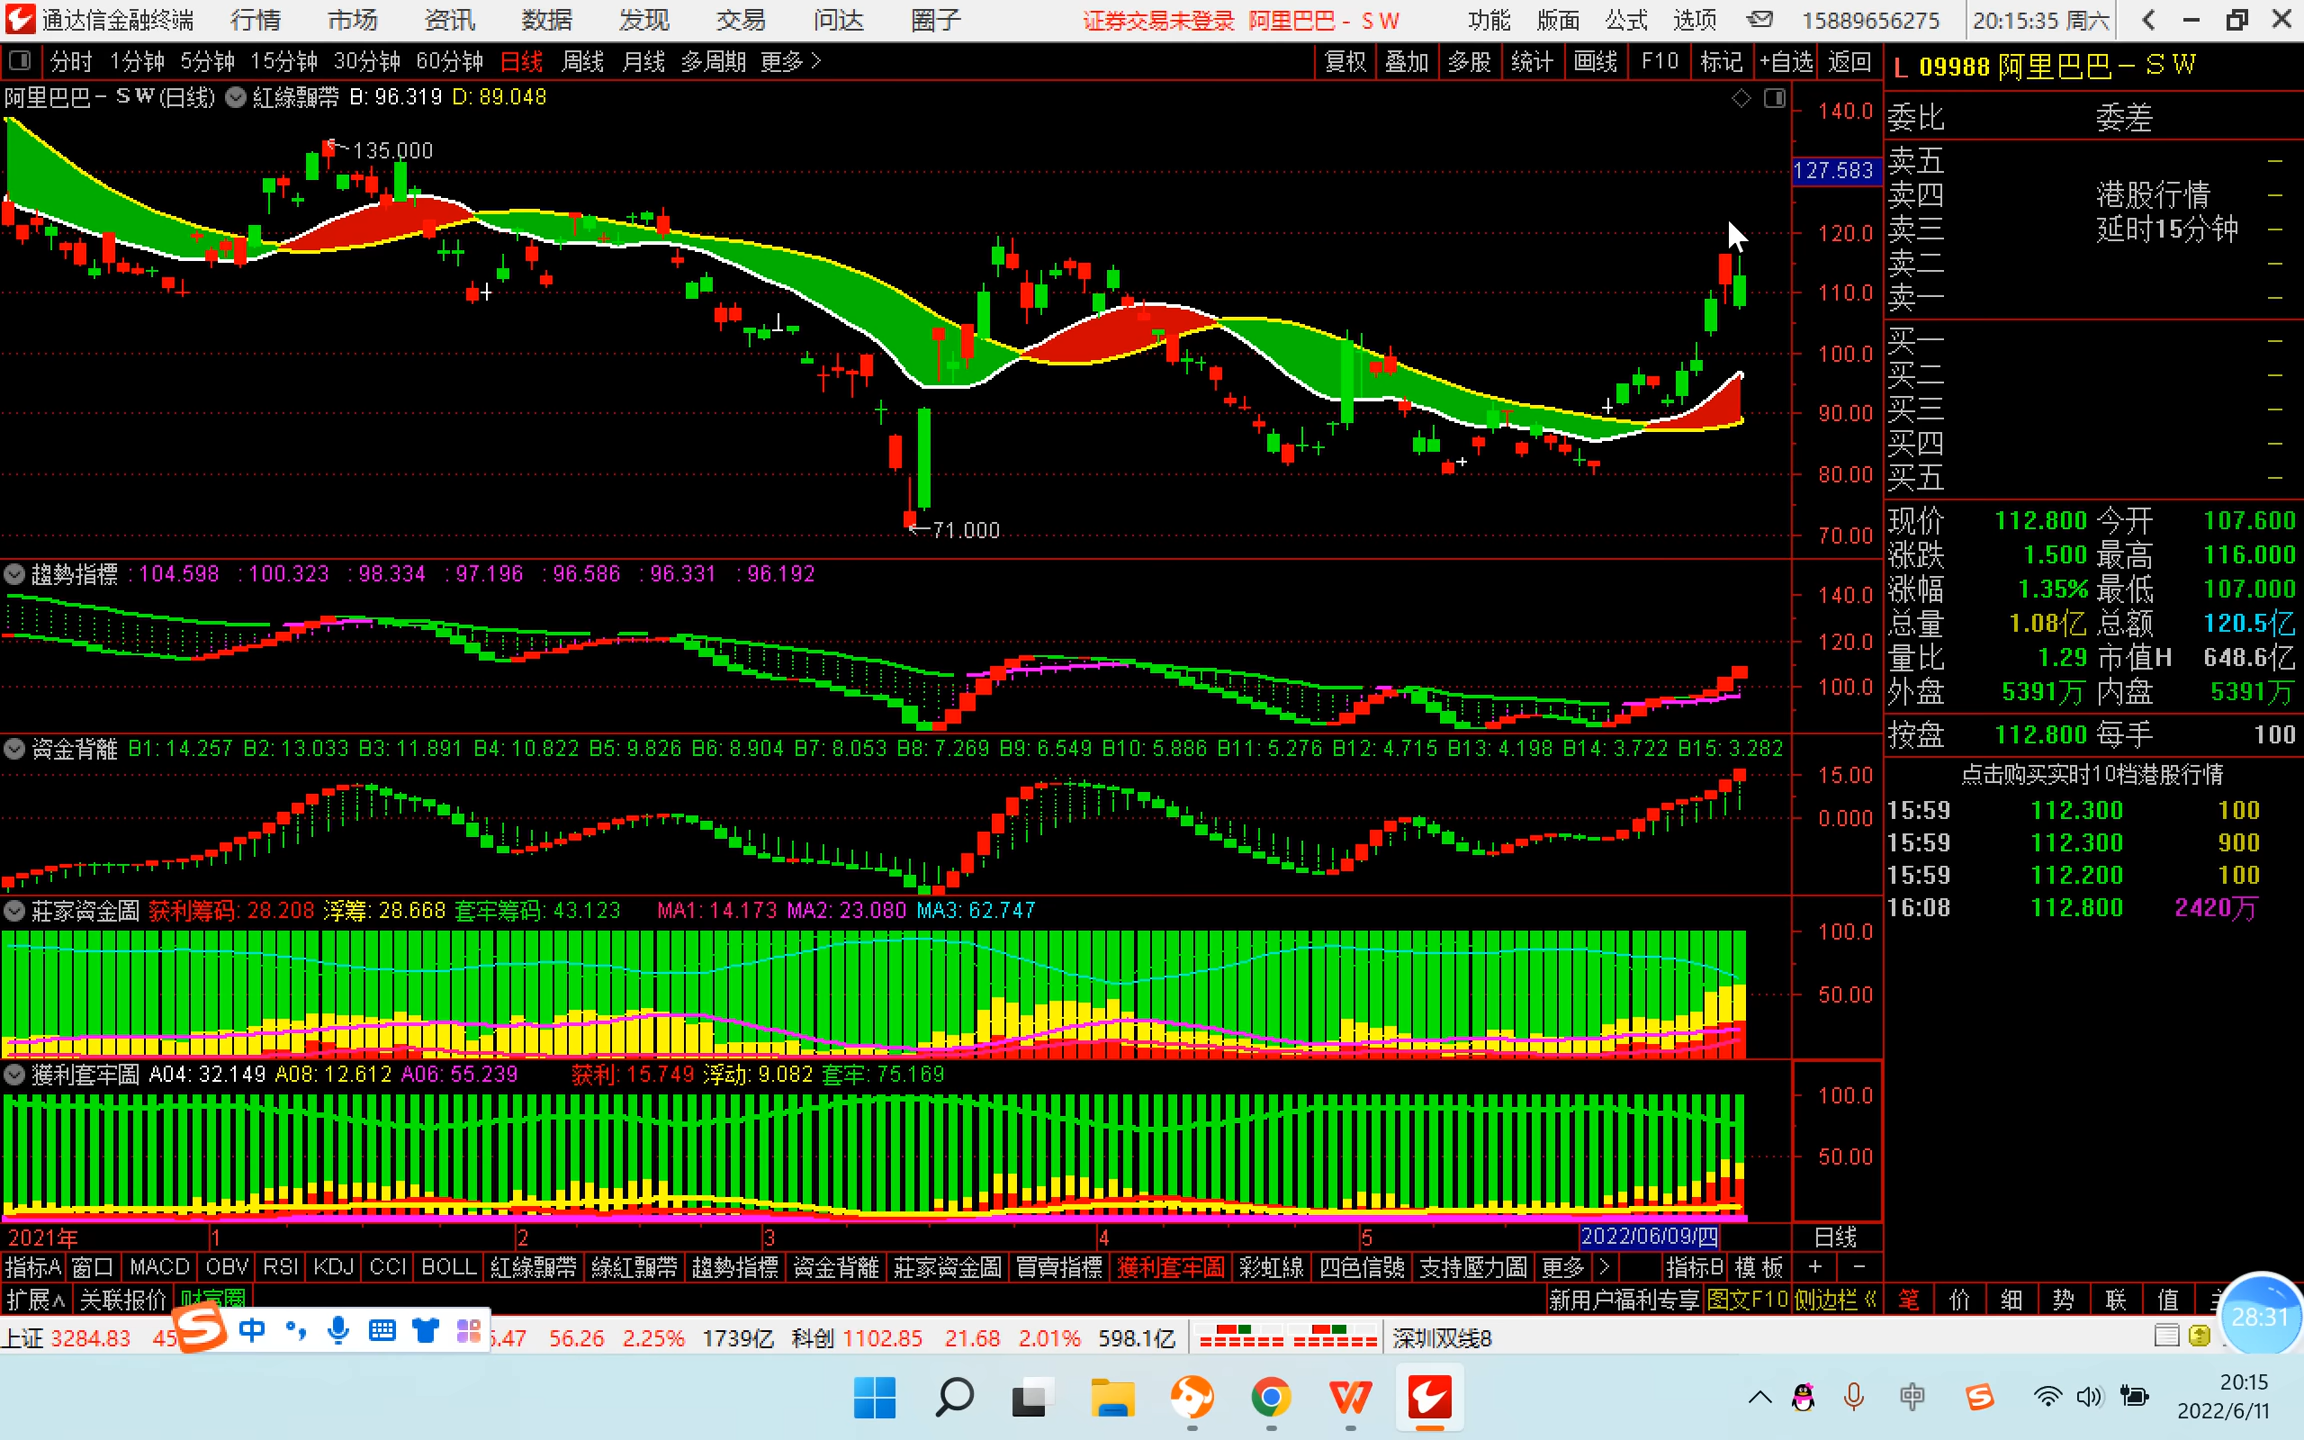 通达信金融终端 行情 市场 资讯 数据 发现 交易 问达 圈子 证券交易未登录 阿里巴巴-ＳＷ 功能 版面 公式 选项 15889656275 20:15:35 周六
分时 1分钟 5分钟 15分钟 30分钟 60分钟 日线 周线 月线 多周期 更多> 复权 叠加 多股 统计 画线 F10 标记 +自选 返回
L 09988 阿里巴巴-ＳＷ
阿里巴巴-ＳＷ(日线) 紅綠飄帶 B: 96.319 D: 89.048
140.0
127.583
120.0
110.0
100.0
90.00
80.00
70.00
135.000
71.000
委比 委差
卖五 –
卖四 –
卖三 –
卖二 –
卖一 –
港股行情
延时15分钟
买一 –
买二 –
买三 –
买四 –
买五 –
现价 112.800 今开 107.600
涨跌 1.500 最高 116.000
涨幅 1.35% 最低 107.000
总量 1.08亿 总额 120.5亿
量比 1.29 市值H 648.6亿
外盘 5391万 内盘 5391万
按盘 112.800 每手 100
点击购买实时10档港股行情
15:59 112.300 100
15:59 112.300 900
15:59 112.200 100
16:08 112.800 2420万
趨勢指標 : 104.598 : 100.323 : 98.334 : 97.196 : 96.586 : 96.331 : 96.192
140.0
120.0
100.0
資金背離 B1: 14.257 B2: 13.033 B3: 11.891 B4: 10.822 B5: 9.826 B6: 8.904 B7: 8.053 B8: 7.269 B9: 6.549 B10: 5.886 B11: 5.276 B12: 4.715 B13: 4.198 B14: 3.722 B15: 3.282
15.00
0.000
莊家資金圖 获利筹码: 28.208 浮筹: 28.668 套牢筹码: 43.123 MA1: 14.173 MA2: 23.080 MA3: 62.747
100.0
50.00
獲利套牢圖 A04: 32.149 A08: 12.612 A06: 55.239 获利: 15.749 浮动: 9.082 套牢: 75.169
100.0
50.00
2021年 1 2 3 4 5 2022/06/09/四 日线
指标A 窗口 MACD OBV RSI KDJ CCI BOLL 紅綠飄帶 綠紅飄帶 趨勢指標 資金背離 莊家資金圖 買賣指標 獲利套牢圖 彩虹線 四色信號 支持壓力圖 更多 > 指标B 模板 + −
扩展∧ 关联报价 财富圈 新用户福利专享 图文F10 侧边栏《 笔 价 细 势 联 值
28:31
上证 3284.83 中 56.26 2.25% 1739亿 科创 1102.85 21.68 2.01% 598.1亿 深圳双线8
中
20:15
2022/6/11